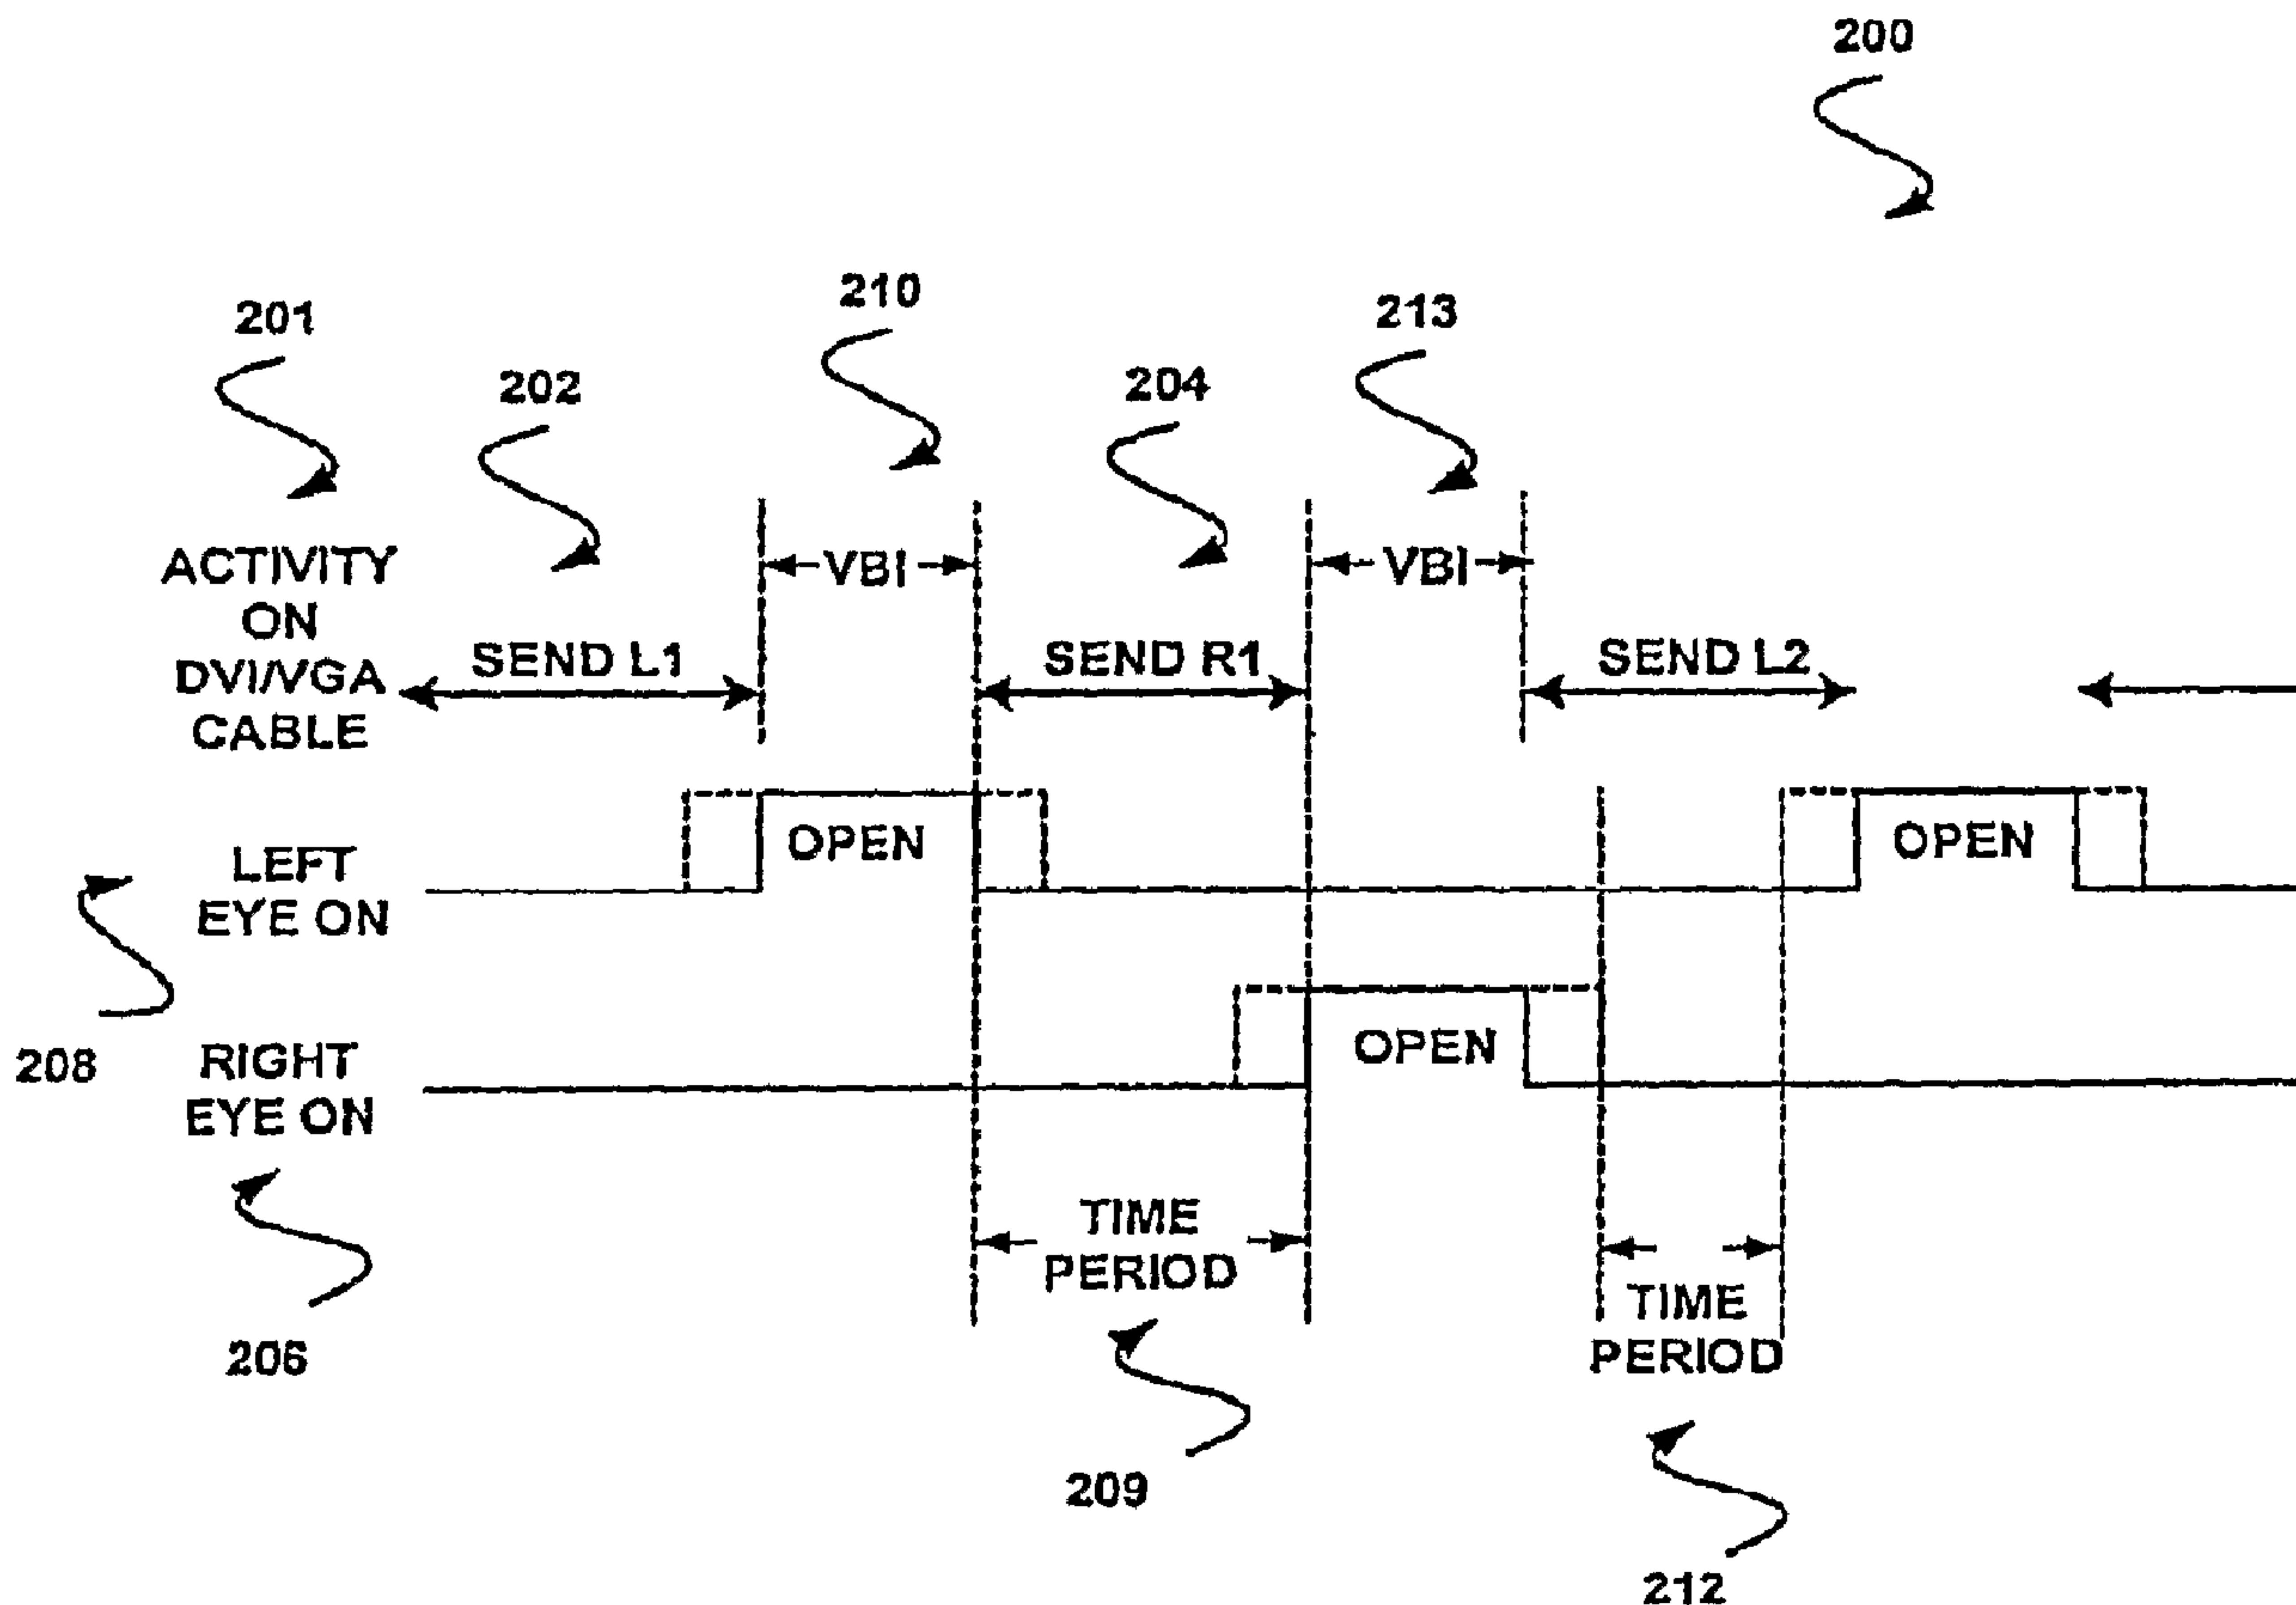 200
201
210
213
202
204
ACTIVITY
ON
DVI/VGA
CABLE
VBI
VBI
SEND L1
SEND R1
SEND L2
LEFT
EYE ON
OPEN
OPEN
208
RIGHT
EYE ON
OPEN
206
TIME
PERIOD
TIME
PERIOD
209
212